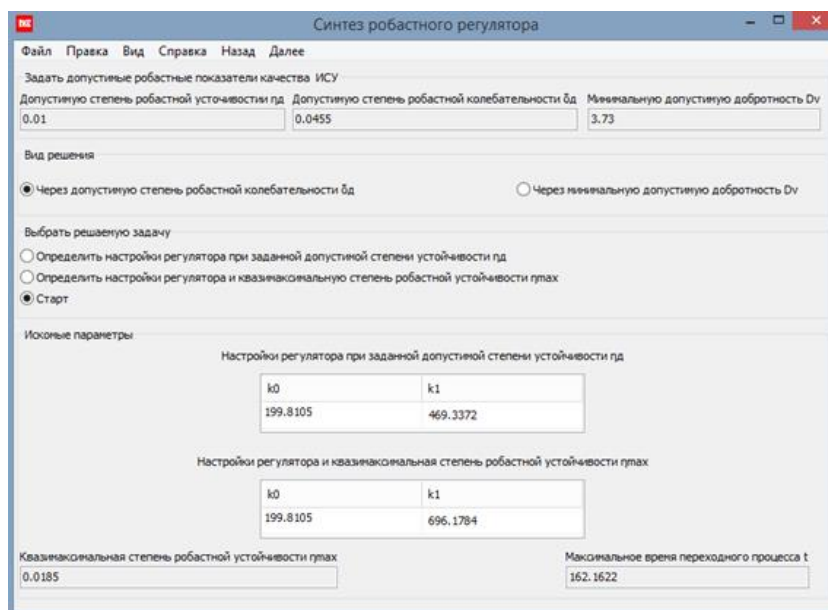 Синтез робастного регулятора
Файл Правка Вид Справка Назад Далее
Задать допустимые робастные показатели качества ИСУ
Допустимую степень робастной усточивостии ηд Допустимую степень робастной колебательности δд Минимальную допустимую добротность Dv
0.01 0.0455 3.73
Вид решения
Через допустимую степень робастной колебательности δд Через минимальную допустимую добротность Dv
Выбрать решаемую задачу
Определить настройки регулятора при заданной допустимой степени устойчивости ηд
Определить настройки регулятора и квазимаксимальную степень робастной устойчивости ηmax
Старт
Искомые параметры
Настройки регулятора при заданной допустимой степени устойчивости ηд
k0 k1
199.8105 469.3372
Настройки регулятора и квазимаксимальная степень робастной устойчивости ηmax
k0 k1
199.8105 696.1784
Квазимаксимальная степень робастной устойчивости ηmax Максимальное время переходного процесса t
0.0185 162.1622